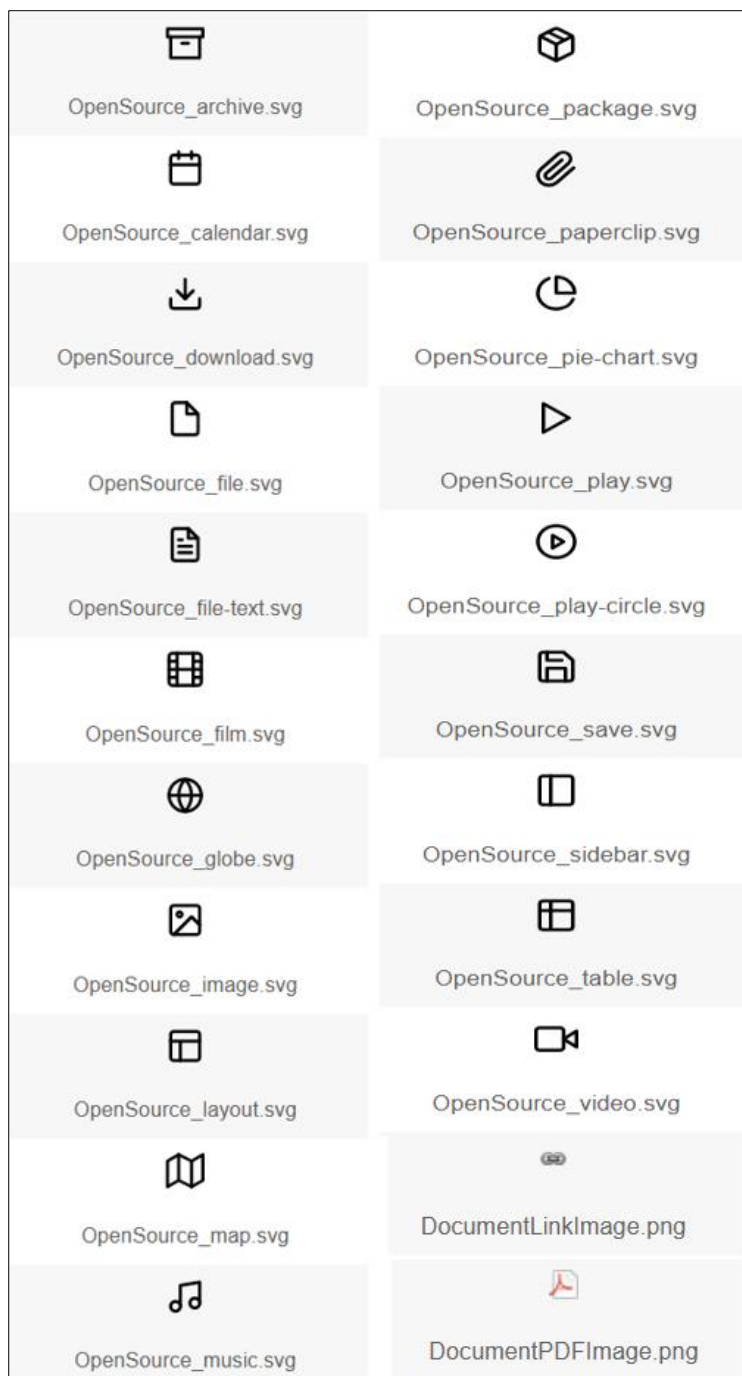 OpenSource_archive.svg
OpenSource_package.svg
OpenSource_calendar.svg
OpenSource_paperclip.svg
OpenSource_download.svg
OpenSource_pie-chart.svg
OpenSource_file.svg
OpenSource_play.svg
OpenSource_file-text.svg
OpenSource_play-circle.svg
OpenSource_film.svg
OpenSource_save.svg
OpenSource_globe.svg
OpenSource_sidebar.svg
OpenSource_image.svg
OpenSource_table.svg
OpenSource_layout.svg
OpenSource_video.svg
OpenSource_map.svg
DocumentLinkImage.png
OpenSource_music.svg
DocumentPDFImage.png